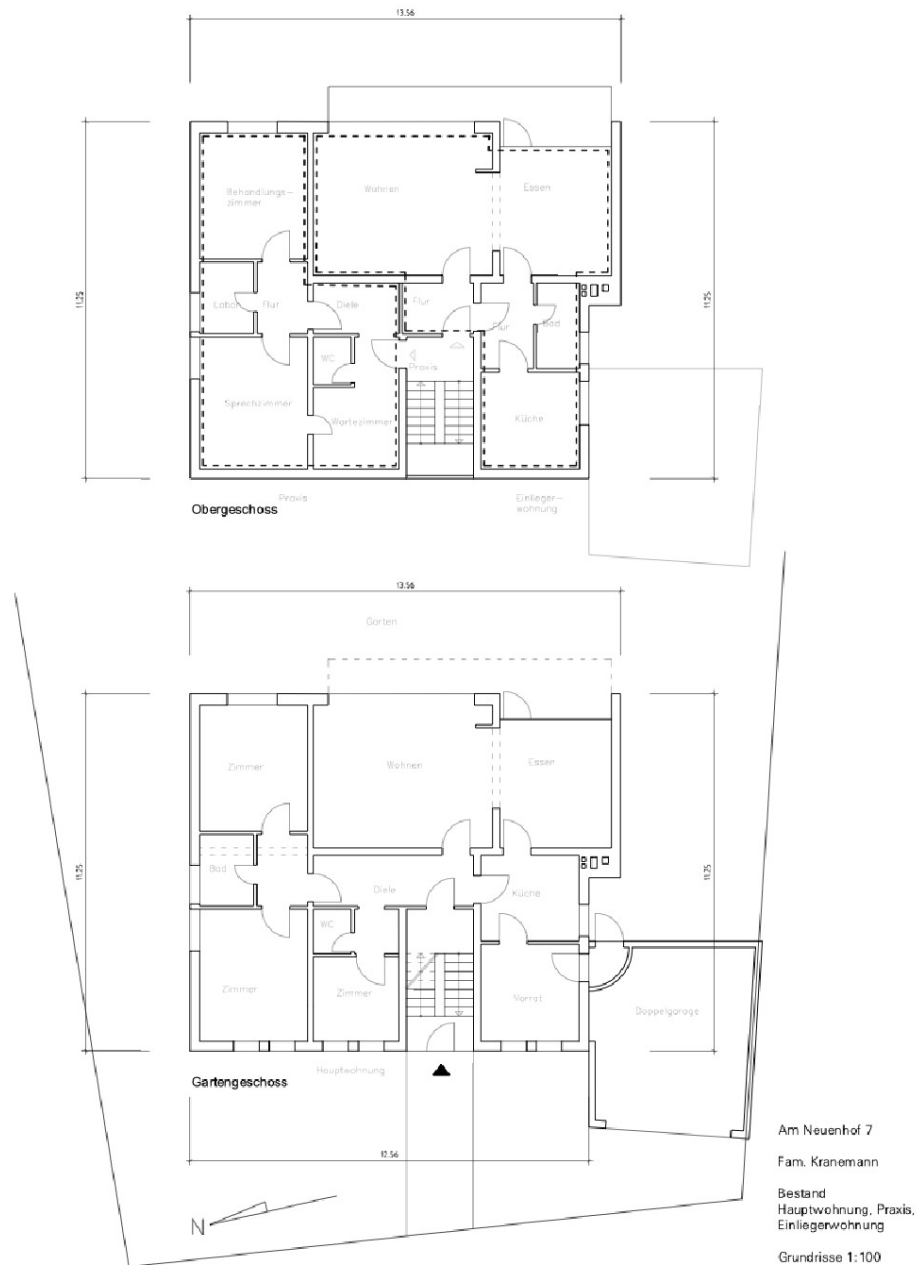 13.56
Behandlungs-
zimmer
Wohnen
Essen
11.25
11.25
Labor
Flur
Diele
Flur
Flur
Bad
WC
Praxis
Sprechzimmer
Wartezimmer
Küche
Praxis
Einlieger-
wohnung
Obergeschoss
13.56
Garten
Zimmer
Wohnen
Essen
11.25
11.25
Bad
Diele
Küche
WC
Zimmer
Zimmer
Vorrat
Doppelgarage
Hauptwohnung
Gartengeschoss
12.56
N
Am Neuenhof 7
Fam. Kranemann
Bestand
Hauptwohnung, Praxis,
Einliegerwohnung
Grundrisse 1:100